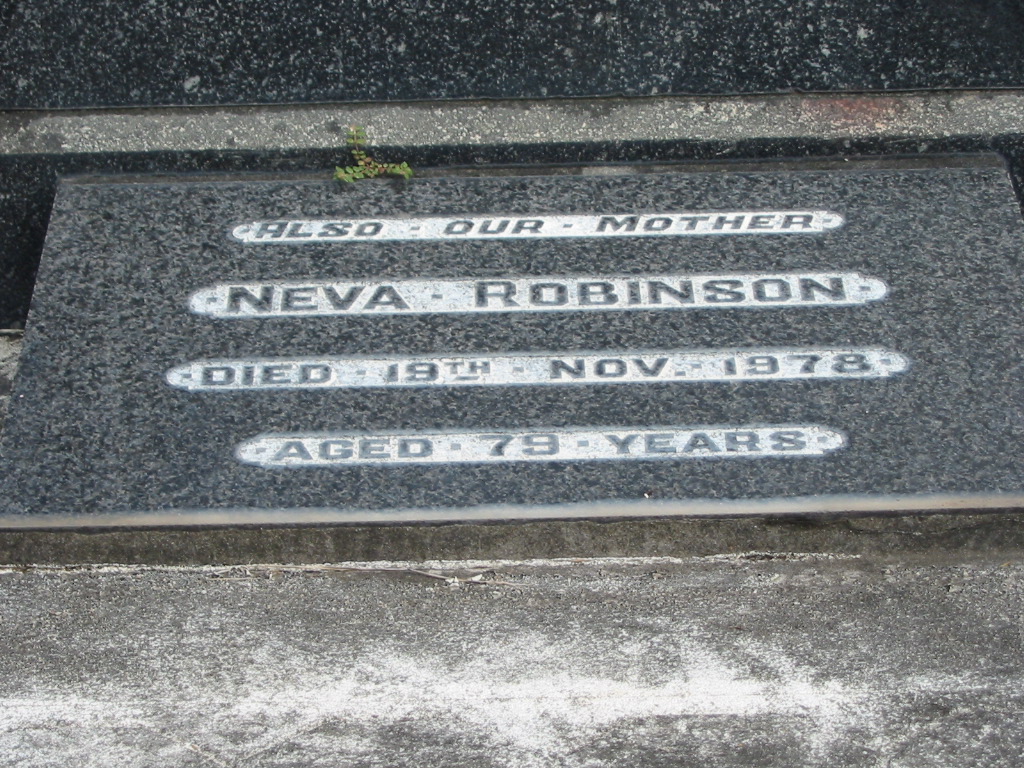 ALSO · OUR · MOTHER
NEVA · ROBINSON
DIED · 19TH · NOV. · 1978
AGED · 79 · YEARS